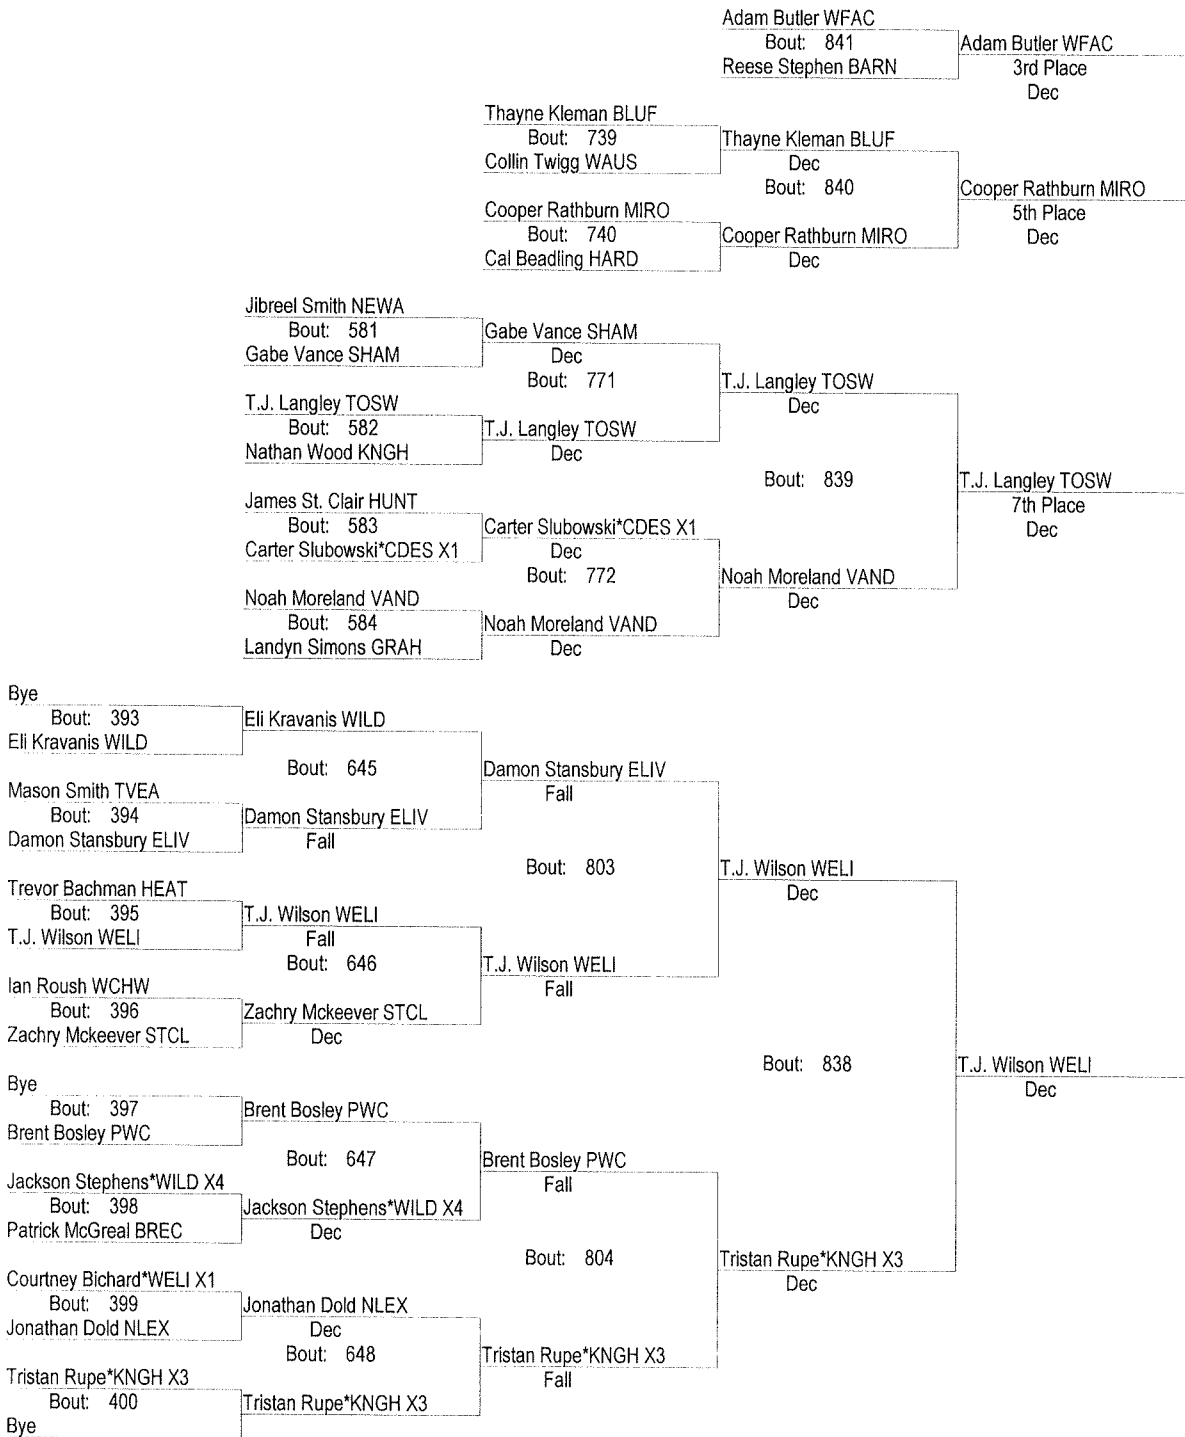 Adam Butler WFAC
Bout: 841
Reese Stephen BARN
Adam Butler WFAC
3rd Place
Dec
Thayne Kleman BLUF
Bout: 739
Collin Twigg WAUS
Thayne Kleman BLUF
Dec
Bout: 840
Cooper Rathburn MIRO
5th Place
Dec
Cooper Rathburn MIRO
Bout: 740
Cal Beadling HARD
Cooper Rathburn MIRO
Dec
Jibreel Smith NEWA
Bout: 581
Gabe Vance SHAM
Gabe Vance SHAM
Dec
Bout: 771
T.J. Langley TOSW
Dec
T.J. Langley TOSW
Bout: 582
Nathan Wood KNGH
T.J. Langley TOSW
Dec
Bout: 839
T.J. Langley TOSW
7th Place
Dec
James St. Clair HUNT
Bout: 583
Carter Slubowski*CDES X1
Carter Slubowski*CDES X1
Dec
Bout: 772
Noah Moreland VAND
Dec
Noah Moreland VAND
Bout: 584
Landyn Simons GRAH
Noah Moreland VAND
Dec
Bye
Bout: 393
Eli Kravanis WILD
Eli Kravanis WILD
Bout: 645
Damon Stansbury ELIV
Fall
Mason Smith TVEA
Bout: 394
Damon Stansbury ELIV
Damon Stansbury ELIV
Fall
Bout: 803
T.J. Wilson WELI
Dec
Trevor Bachman HEAT
Bout: 395
T.J. Wilson WELI
T.J. Wilson WELI
Fall
Bout: 646
T.J. Wilson WELI
Fall
Ian Roush WCHW
Bout: 396
Zachry Mckeever STCL
Zachry Mckeever STCL
Dec
Bout: 838
T.J. Wilson WELI
Dec
Bye
Bout: 397
Brent Bosley PWC
Brent Bosley PWC
Bout: 647
Brent Bosley PWC
Fall
Jackson Stephens*WILD X4
Bout: 398
Patrick McGreal BREC
Jackson Stephens*WILD X4
Dec
Bout: 804
Tristan Rupe*KNGH X3
Dec
Courtney Bichard*WELI X1
Bout: 399
Jonathan Dold NLEX
Jonathan Dold NLEX
Dec
Bout: 648
Tristan Rupe*KNGH X3
Fall
Tristan Rupe*KNGH X3
Bout: 400
Bye
Tristan Rupe*KNGH X3